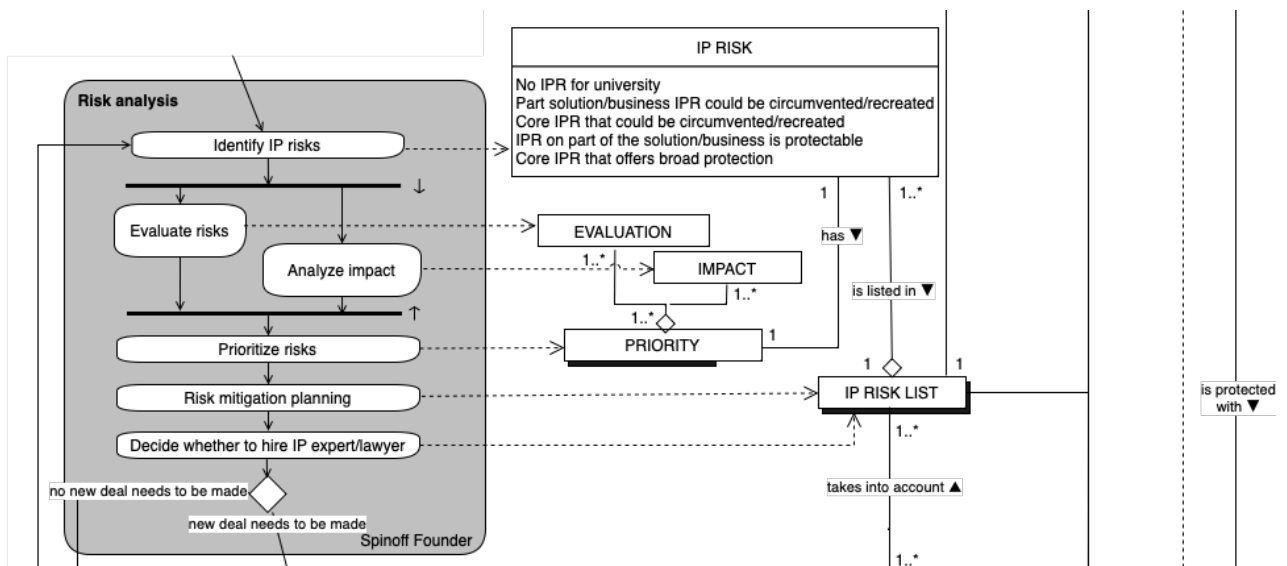 IP RISK
No IPR for university
Part solution/business IPR could be circumvented/recreated
Core IPR that could be circumvented/recreated
IPR on part of the solution/business is protectable
Core IPR that offers broad protection
Risk analysis
Identify IP risks
1
1..*
Evaluate risks
EVALUATION
has ▼
1..*
Analyze impact
IMPACT
1..*
is listed in ▼
1..*
Prioritize risks
PRIORITY
1
1
1
Risk mitigation planning
IP RISK LIST
is protected
with ▼
1..*
Decide whether to hire IP expert/lawyer
no new deal needs to be made
takes into account ▲
new deal needs to be made
Spinoff Founder
1..*